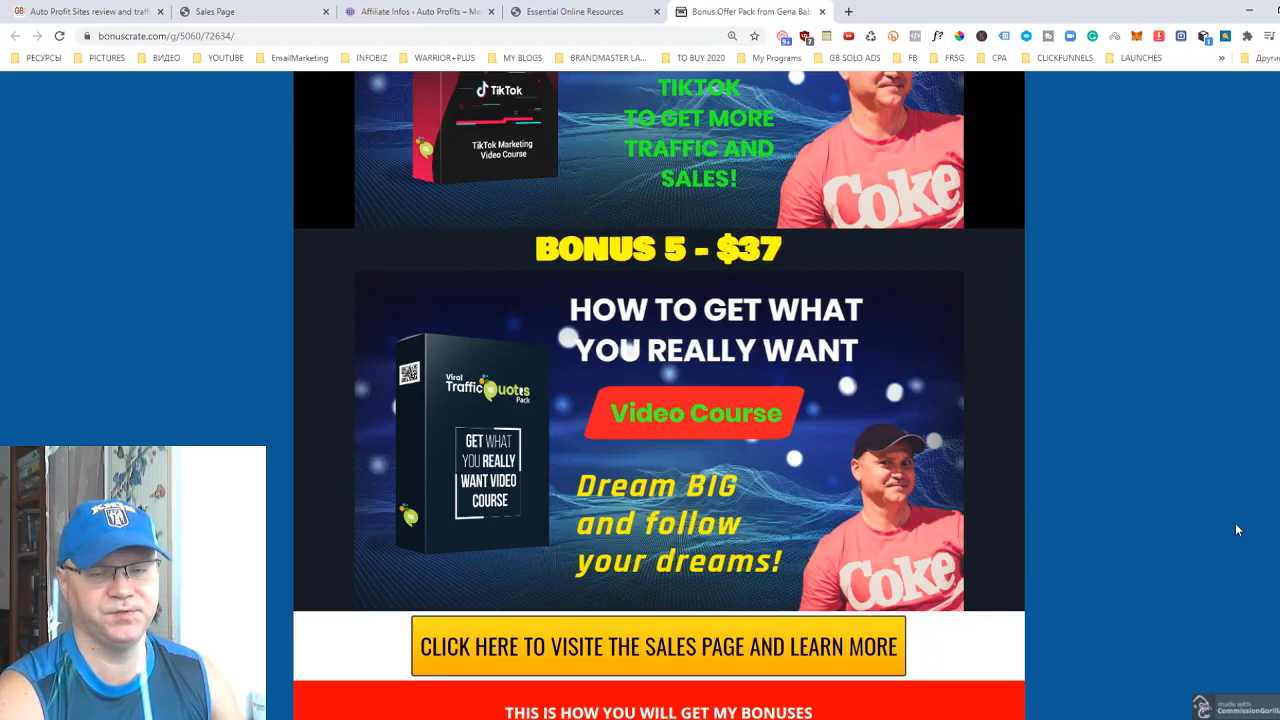 Auto Profit Sites review and traffi
Sales Page
Affiliate Infos ‹ Auto Profits – Me
Essential Online Resources
Bonus Offer Pack from Gena Bab
bonuscrate.com/g/5060/72634/
РЕСУРСЫ
PICTURES
ВИДЕО
YOUTUBE
EmailMarketing
INFOBIZ
WARRIOR+PLUS
MY BLOGS
BRANDMASTER LA...
TO BUY 2020
My Programs
GB SOLO ADS
FB
FRSG
CPA
CLICKFUNNELS
LAUNCHES
»
Други
TikTok
TikTok Marketing
Video Course
TIKTOK
TO GET MORE
TRAFFIC AND
SALES!
Coke
BONUS 5 - $37
HOW TO GET WHAT
YOU REALLY WANT
Video Course
Dream BIG
and follow
your dreams!
Viral
Traffic Quotes
Pack
GET WHAT
YOU REALLY
WANT VIDEO
COURSE
Coke
CLICK HERE TO VISITE THE SALES PAGE AND LEARN MORE
THIS IS HOW YOU WILL GET MY BONUSES
made with
CommissionGorilla